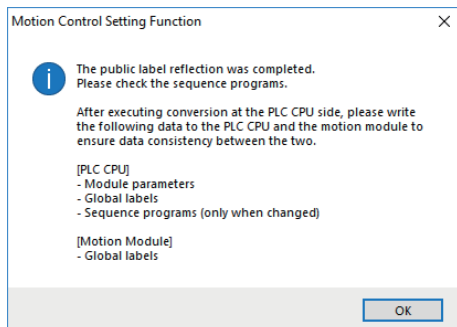 Motion Control Setting Function
The public label reflection was completed.
Please check the sequence programs.
After executing conversion at the PLC CPU side, please write
the following data to the PLC CPU and the motion module to
ensure data consistency between the two.
[PLC CPU]
- Module parameters
- Global labels
- Sequence programs (only when changed)
[Motion Module]
- Global labels
OK